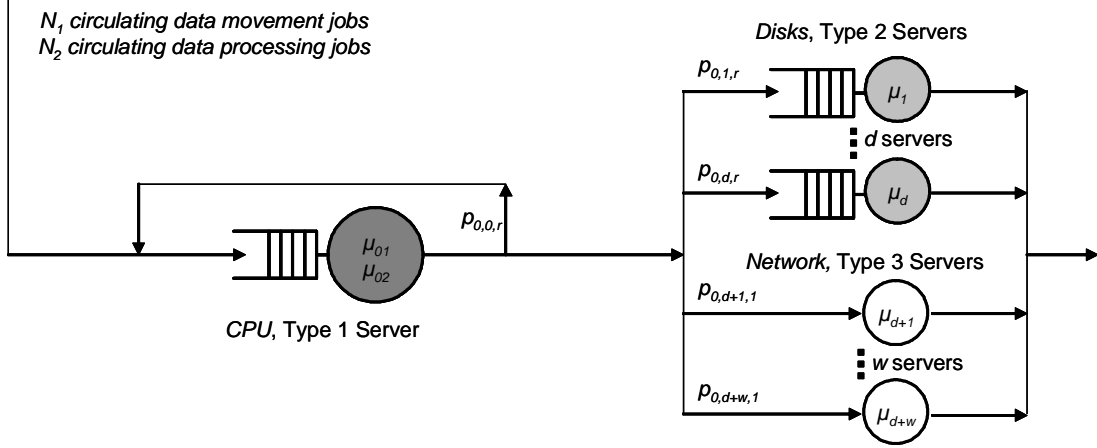 N₁ circulating data movement jobs
N₂ circulating data processing jobs
Disks, Type 2 Servers
p₀,₁,ᵣ
μ₁
d servers
p₀,d,ᵣ
μd
p₀,₀,ᵣ
μ₀₁
μ₀₂
CPU, Type 1 Server
Network, Type 3 Servers
p₀,d₊₁,₁
μd₊₁
w servers
p₀,d₊w,₁
μd₊w